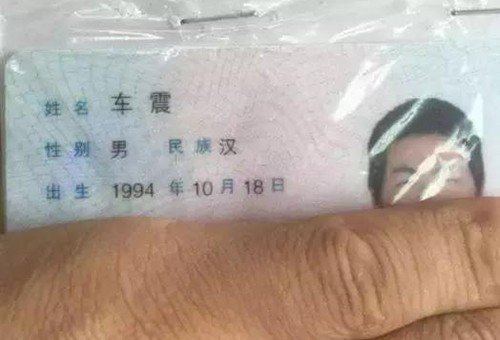 姓名 车震
性别 男 民族 汉
出生 1994 年 10 月 18 日